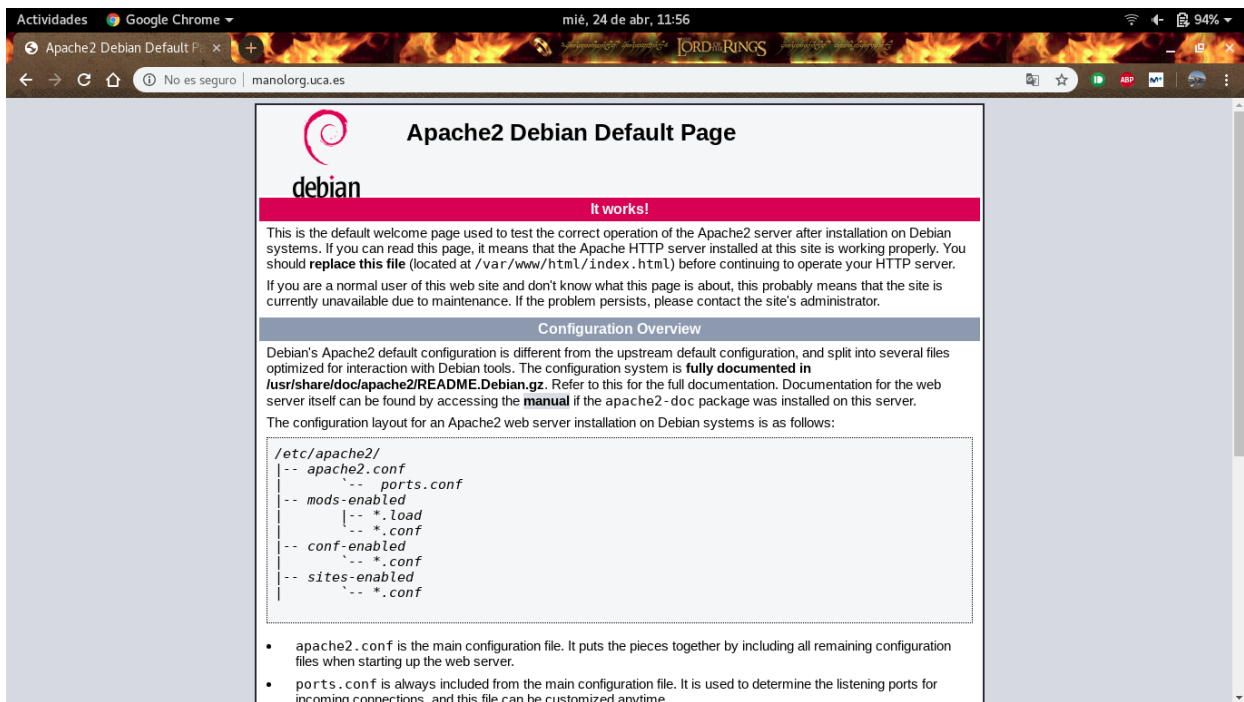 Actividades Google Chrome mié, 24 de abr, 11:56 94%
Apache2 Debian Default P
LORD OF THE RINGS
No es seguro | manolorg.uca.es ABP
debian
Apache2 Debian Default Page
It works!
This is the default welcome page used to test the correct operation of the Apache2 server after installation on Debian
systems. If you can read this page, it means that the Apache HTTP server installed at this site is working properly. You
should replace this file (located at /var/www/html/index.html) before continuing to operate your HTTP server.
If you are a normal user of this web site and don't know what this page is about, this probably means that the site is
currently unavailable due to maintenance. If the problem persists, please contact the site's administrator.
Configuration Overview
Debian's Apache2 default configuration is different from the upstream default configuration, and split into several files
optimized for interaction with Debian tools. The configuration system is fully documented in
/usr/share/doc/apache2/README.Debian.gz. Refer to this for the full documentation. Documentation for the web
server itself can be found by accessing the manual if the apache2-doc package was installed on this server.
The configuration layout for an Apache2 web server installation on Debian systems is as follows:
/etc/apache2/
|-- apache2.conf
|       `--  ports.conf
|-- mods-enabled
|       |-- *.load
|       `-- *.conf
|-- conf-enabled
|       `-- *.conf
|-- sites-enabled
|       `-- *.conf
• apache2.conf is the main configuration file. It puts the pieces together by including all remaining configuration
files when starting up the web server.
• ports.conf is always included from the main configuration file. It is used to determine the listening ports for
incoming connections, and this file can be customized anytime.